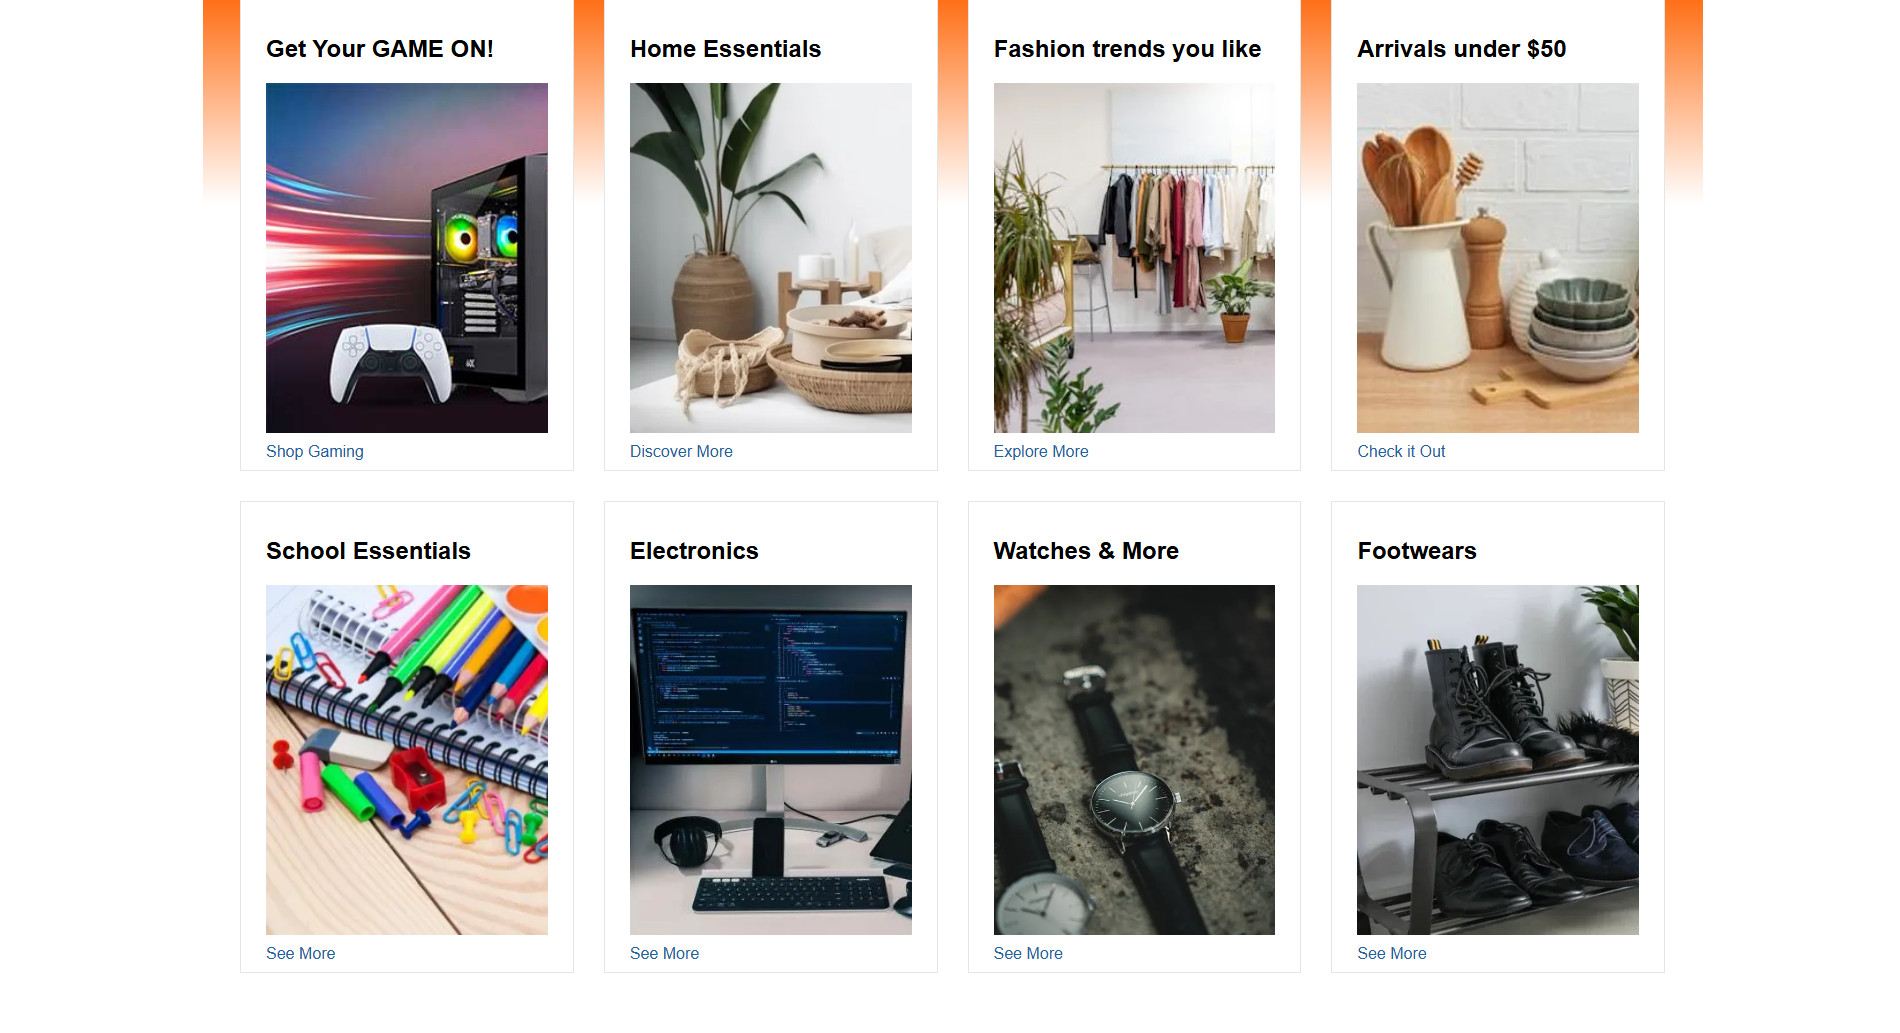 Get Your GAME ON!
Home Essentials
Fashion trends you like
Arrivals under $50
Shop Gaming
Discover More
Explore More
Check it Out
School Essentials
Electronics
Watches & More
Footwears
See More
See More
See More
See More